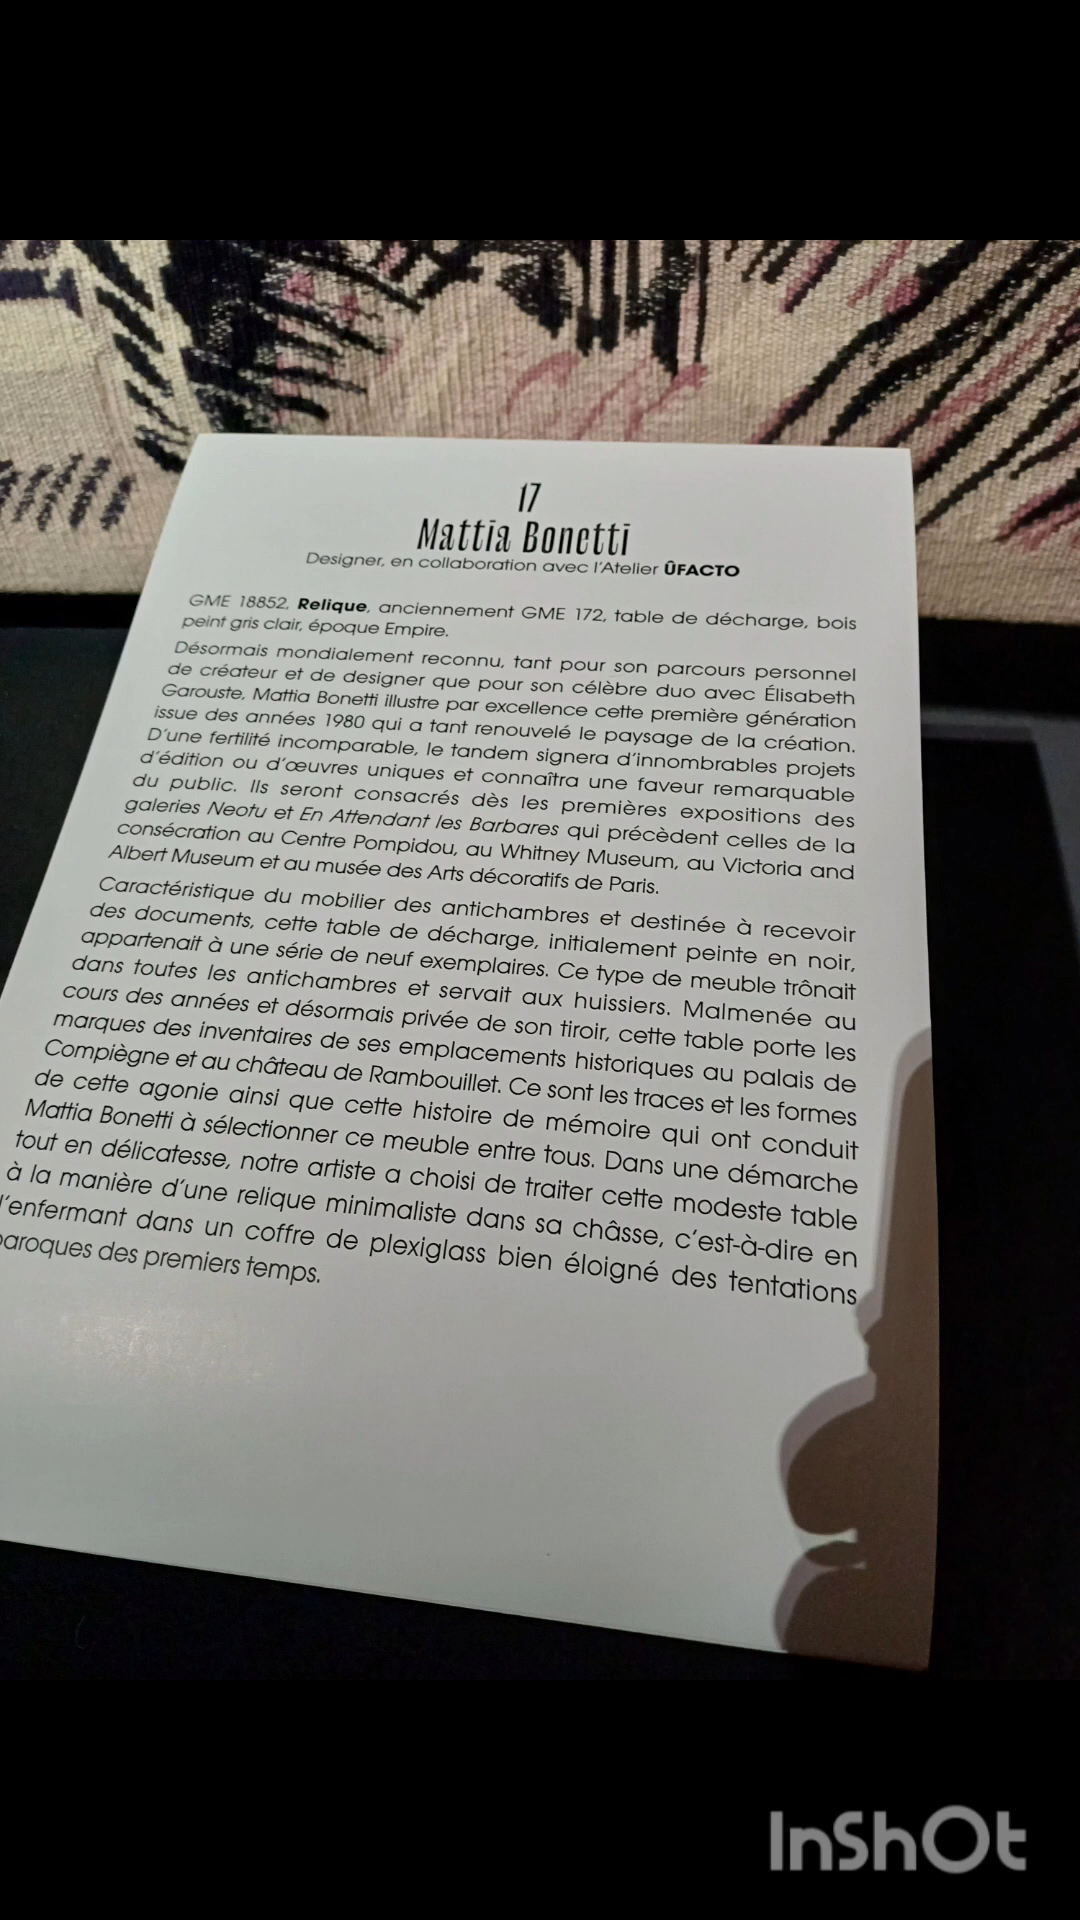 17
Mattia Bonetti
Designer, en collaboration avec l'Atelier ÛFACTO
GME 18852, Relique, anciennement GME 172, table de décharge, bois
peint gris clair, époque Empire.
Désormais mondialement reconnu, tant pour son parcours personnel
de créateur et de designer que pour son célèbre duo avec Élisabeth
Garouste, Mattia Bonetti illustre par excellence cette première génération
issue des années 1980 qui a tant renouvelé le paysage de la création.
D'une fertilité incomparable, le tandem signera d'innombrables projets
d'édition ou d'œuvres uniques et connaîtra une faveur remarquable
du public. Ils seront consacrés dès les premières expositions des
galeries Neotu et En Attendant les Barbares qui précèdent celles de la
consécration au Centre Pompidou, au Whitney Museum, au Victoria and
Albert Museum et au musée des Arts décoratifs de Paris.
Caractéristique du mobilier des antichambres et destinée à recevoir
des documents, cette table de décharge, initialement peinte en noir,
appartenait à une série de neuf exemplaires. Ce type de meuble trônait
dans toutes les antichambres et servait aux huissiers. Malmenée au
cours des années et désormais privée de son tiroir, cette table porte les
marques des inventaires de ses emplacements historiques au palais de
Compiègne et au château de Rambouillet. Ce sont les traces et les formes
de cette agonie ainsi que cette histoire de mémoire qui ont conduit
Mattia Bonetti à sélectionner ce meuble entre tous. Dans une démarche
tout en délicatesse, notre artiste a choisi de traiter cette modeste table
à la manière d'une relique minimaliste dans sa châsse, c'est-à-dire en
l'enfermant dans un coffre de plexiglass bien éloigné des tentations
baroques des premiers temps.
InShOt